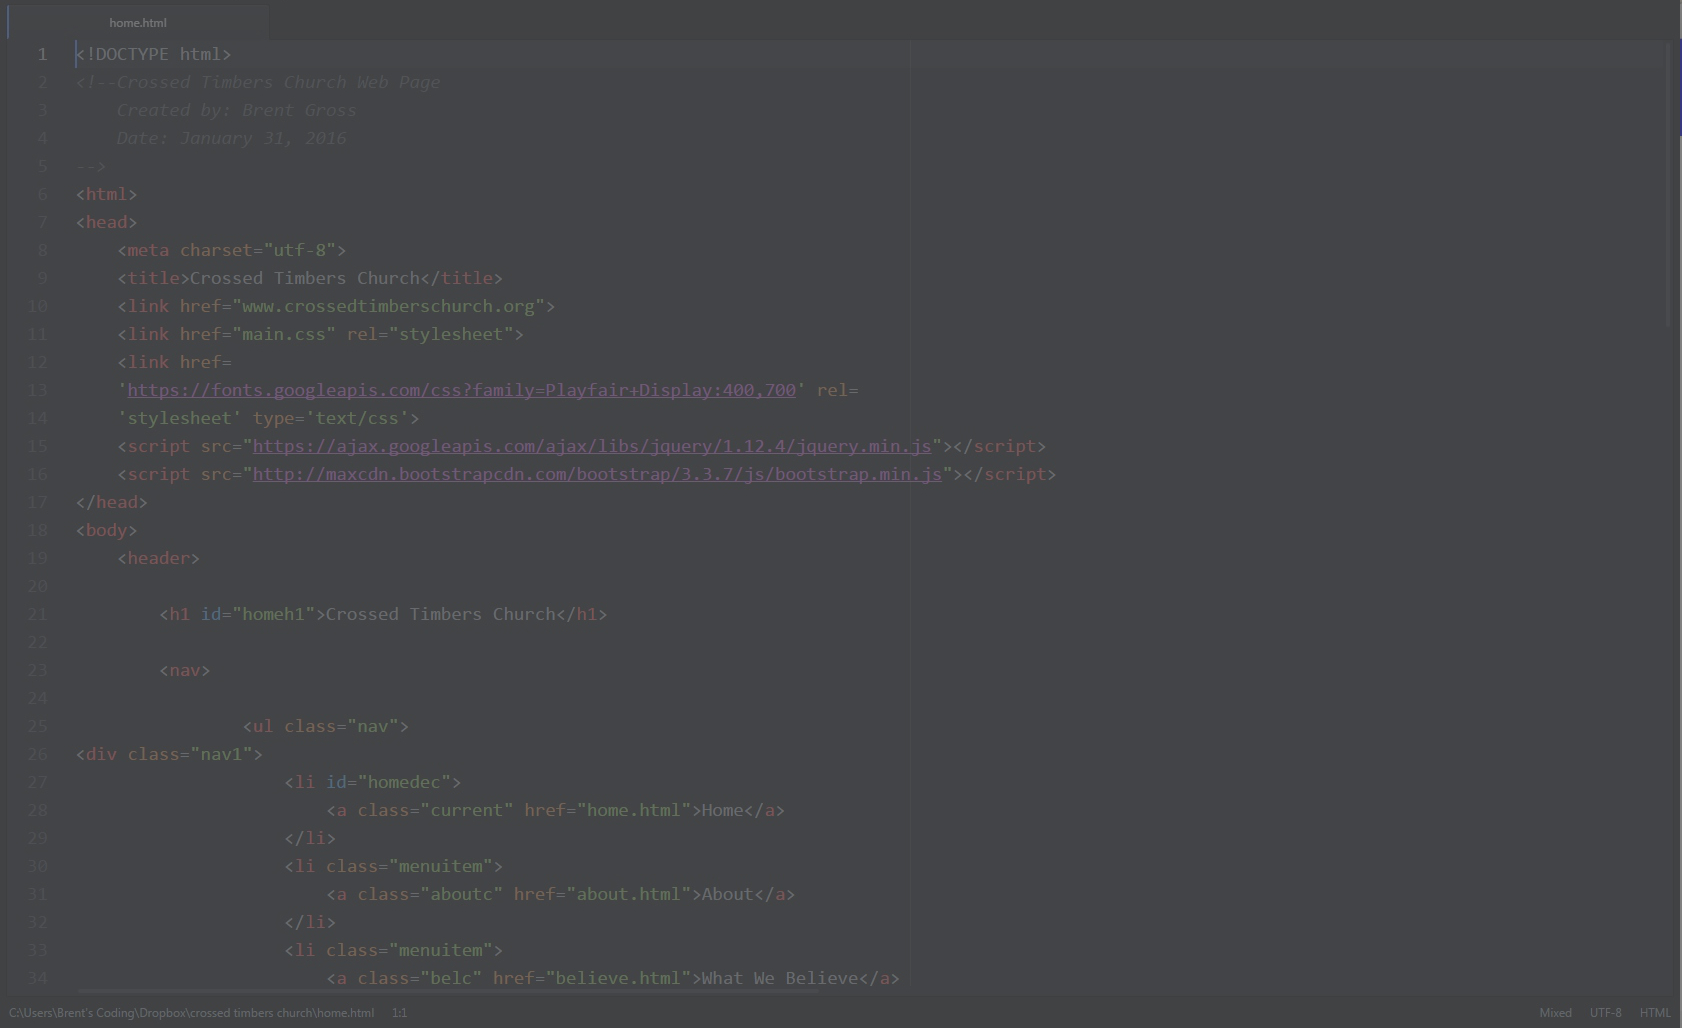 home.html
1 <!DOCTYPE html>
2 <!--Crossed Timbers Church Web Page
3     Created by: Brent Gross
4     Date: January 31, 2016
5 -->
6 <html>
7 <head>
8     <meta charset="utf-8">
9     <title>Crossed Timbers Church</title>
10     <link href="www.crossedtimberschurch.org">
11     <link href="main.css" rel="stylesheet">
12     <link href=
13     'https://fonts.googleapis.com/css?family=Playfair+Display:400,700' rel=
14     'stylesheet' type='text/css'>
15     <script src="https://ajax.googleapis.com/ajax/libs/jquery/1.12.4/jquery.min.js"></script>
16     <script src="http://maxcdn.bootstrapcdn.com/bootstrap/3.3.7/js/bootstrap.min.js"></script>
17 </head>
18 <body>
19     <header>
20
21         <h1 id="homeh1">Crossed Timbers Church</h1>
22
23         <nav>
24
25                 <ul class="nav">
26 <div class="nav1">
27                     <li id="homedec">
28                         <a class="current" href="home.html">Home</a>
29                     </li>
30                     <li class="menuitem">
31                         <a class="aboutc" href="about.html">About</a>
32                     </li>
33                     <li class="menuitem">
34                         <a class="belc" href="believe.html">What We Believe</a>
C:\Users\Brent's Coding\Dropbox\crossed timbers church\home.html 1:1 Mixed UTF-8 HTML